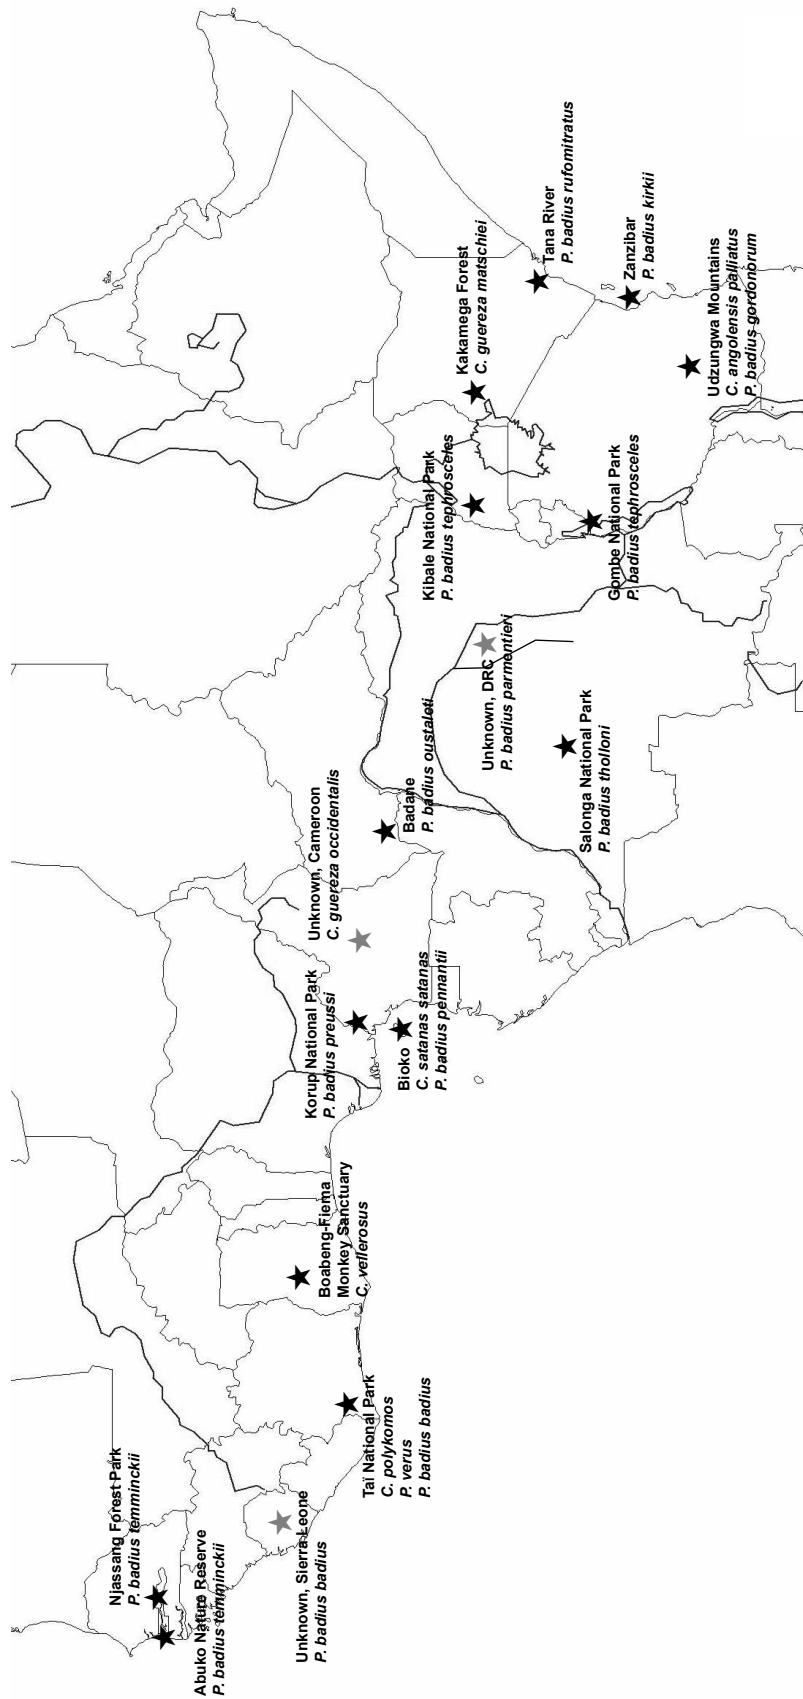 Njassang Forest Park
P. badius temminckii
Abuko Nature Reserve
P. badius temminckii
Unknown, Sierra Leone
P. badius badius
Taï National Park
C. polykomos
P. verus
P. badius badius
Boabeng-Fiema
Monkey Sanctuary
C. vellerosus
Korup National Park
P. badius preussi
Bioko
C. satanas satanas
P. badius pennantii
Unknown, Cameroon
C. guereza occidentalis
Badane
P. badius oustaleti
Unknown, DRC
P. badius parmentieri
Salonga National Park
P. badius tholloni
Kibale National Park
P. badius tephrosceles
Gombe National Park
P. badius tephrosceles
Kakamega Forest
C. guereza matschiei
Tana River
P. badius rufomitratus
Zanzibar
P. badius kirkii
Udzungwa Mountains
C. angolensis palliatus
P. badius gordonorum